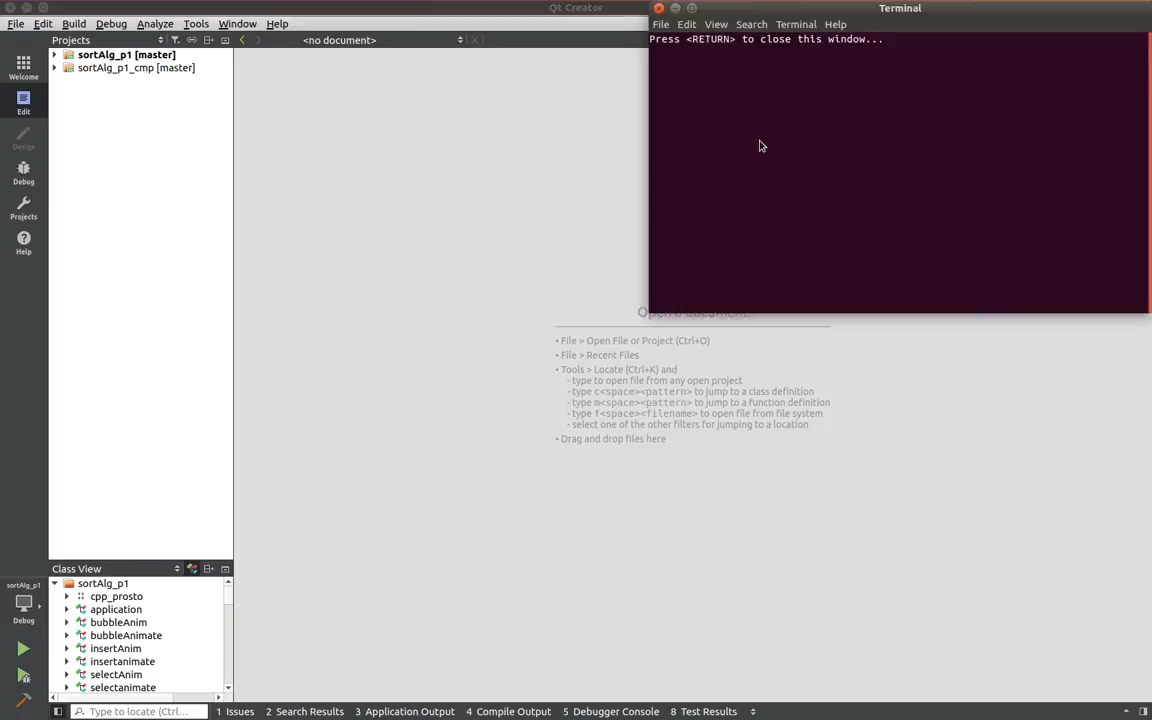 Qt Creator
File Edit Build Debug Analyze Tools Window Help
Projects
<no document>
sortAlg_p1 [master]
sortAlg_p1_cmp [master]
Welcome
Edit
Design
Debug
Projects
Help
Terminal
File Edit View Search Terminal Help
Press <RETURN> to close this window...
• File > Open File or Project (Ctrl+O)
• File > Recent Files
• Tools > Locate (Ctrl+K) and
- type to open file from any open project
- type c<space><pattern> to jump to a class definition
- type m<space><pattern> to jump to a function definition
- type f<space><filename> to open file from file system
- select one of the other filters for jumping to a location
• Drag and drop files here
Class View
sortAlg_p1
cpp_prosto
application
bubbleAnim
bubbleAnimate
insertAnim
insertanimate
selectAnim
selectanimate
sortAlg_p1
Debug
Type to locate (Ctrl...
1 Issues 2 Search Results 3 Application Output 4 Compile Output 5 Debugger Console 8 Test Results